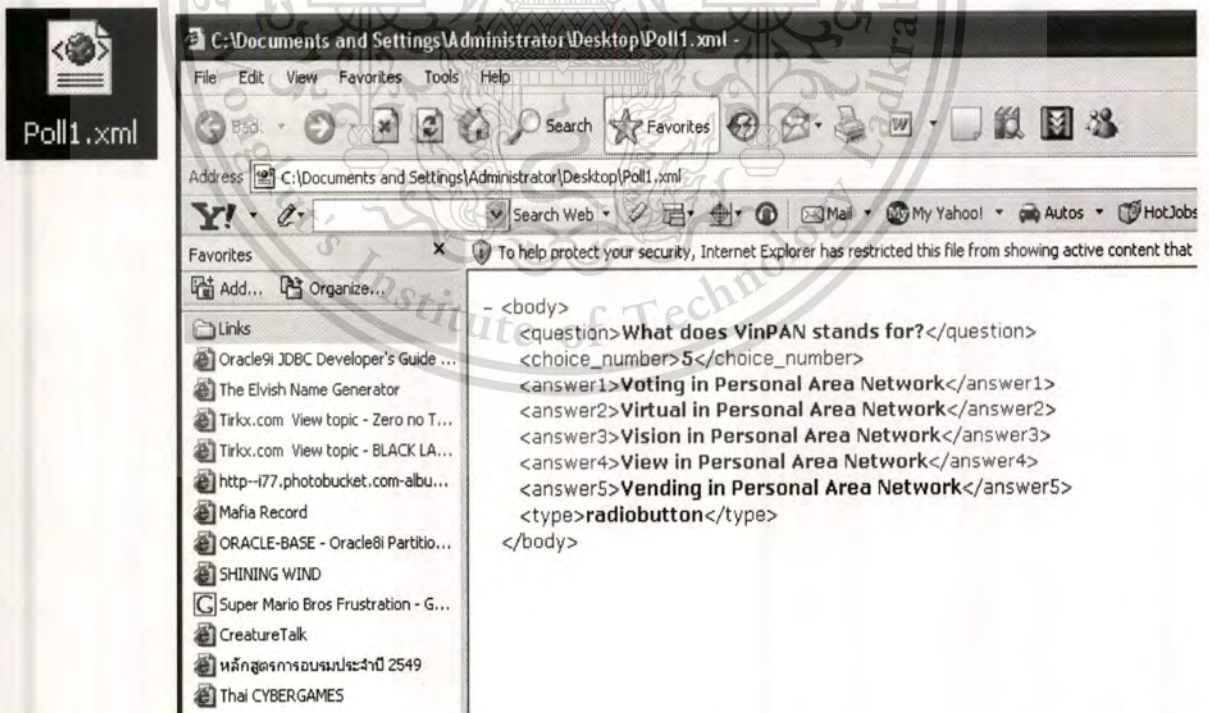 Poll1.xml
C:\Documents and Settings\Administrator\Desktop\Poll1.xml -
File Edit View Favorites Tools Help
Back Search Favorites
Address C:\Documents and Settings\Administrator\Desktop\Poll1.xml
Y! Search Web Mail My Yahoo! Autos HotJobs
Favorites x To help protect your security, Internet Explorer has restricted this file from showing active content that
Add... Organize...
Links
Oracle9i JDBC Developer's Guide ...
The Elvish Name Generator
Tirkx.com View topic - Zero no T...
Tirkx.com View topic - BLACK LA...
http--i77.photobucket.com-albu...
Mafia Record
ORACLE-BASE - Oracle8i Partitio...
SHINING WIND
Super Mario Bros Frustration - G...
CreatureTalk
หลักสูตรการอบรมประจำปี 2549
Thai CYBERGAMES
- <body>
<question>What does VinPAN stands for?</question>
<choice_number>5</choice_number>
<answer1>Voting in Personal Area Network</answer1>
<answer2>Virtual in Personal Area Network</answer2>
<answer3>Vision in Personal Area Network</answer3>
<answer4>View in Personal Area Network</answer4>
<answer5>Vending in Personal Area Network</answer5>
<type>radiobutton</type>
</body>
Institute of Technology Ladkra